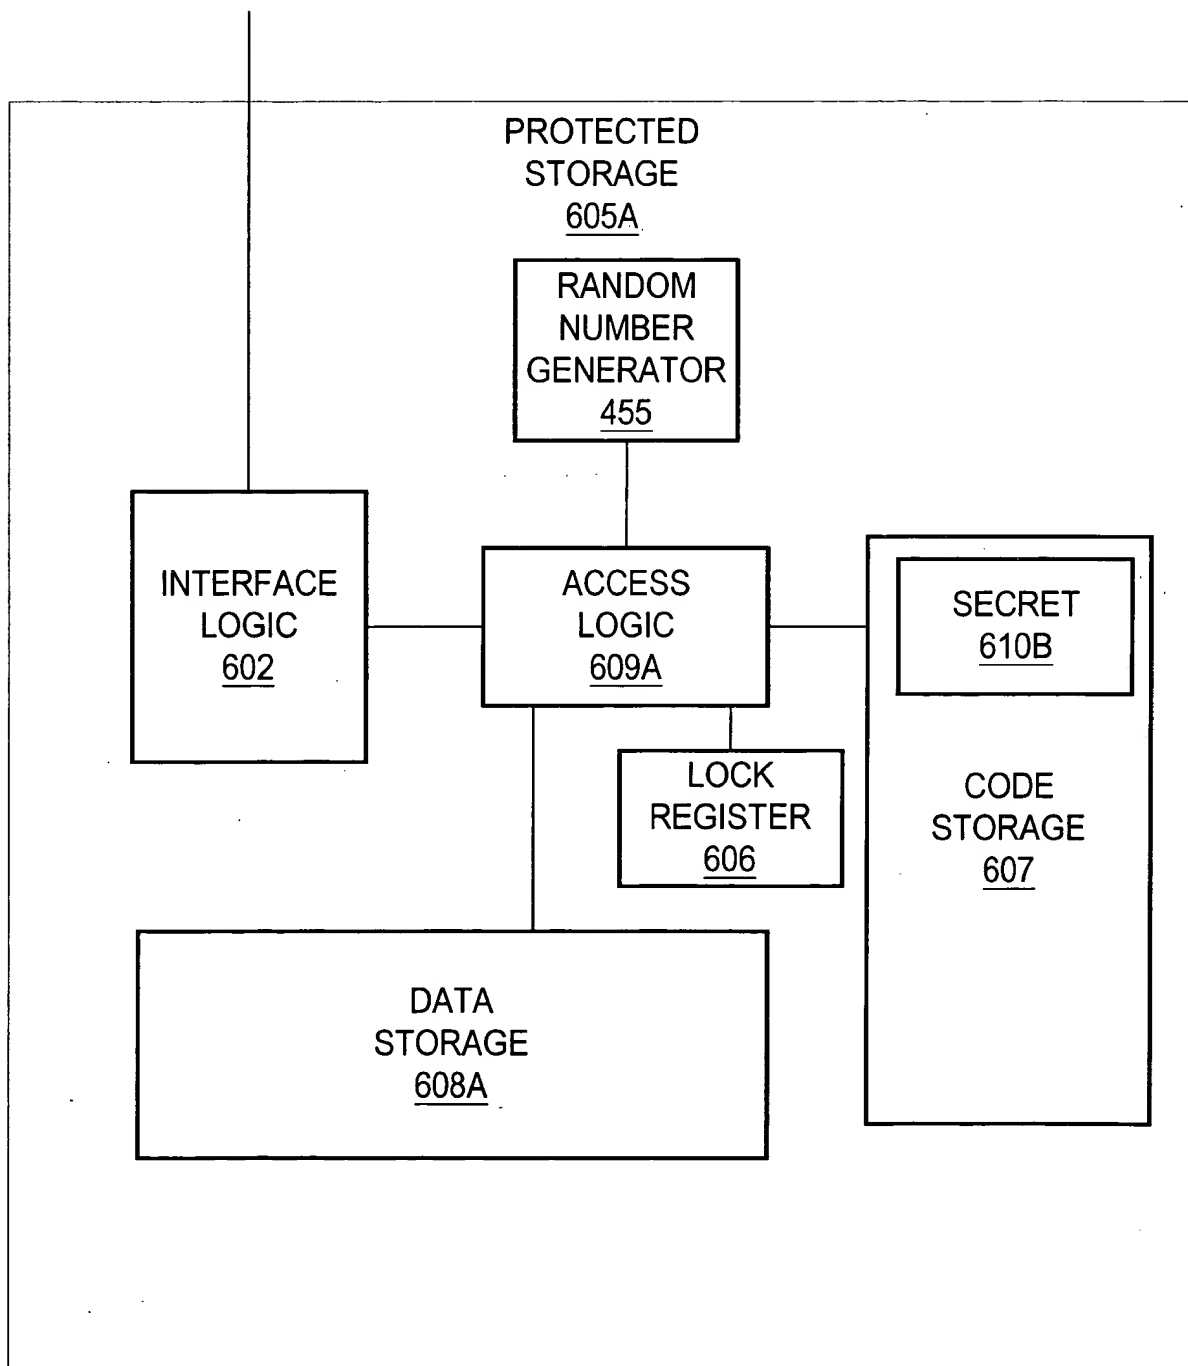 PROTECTED
STORAGE
605A
RANDOM
NUMBER
GENERATOR
455
INTERFACE
LOGIC
602
ACCESS
LOGIC
609A
SECRET
610B
LOCK
REGISTER
606
CODE
STORAGE
607
DATA
STORAGE
608A